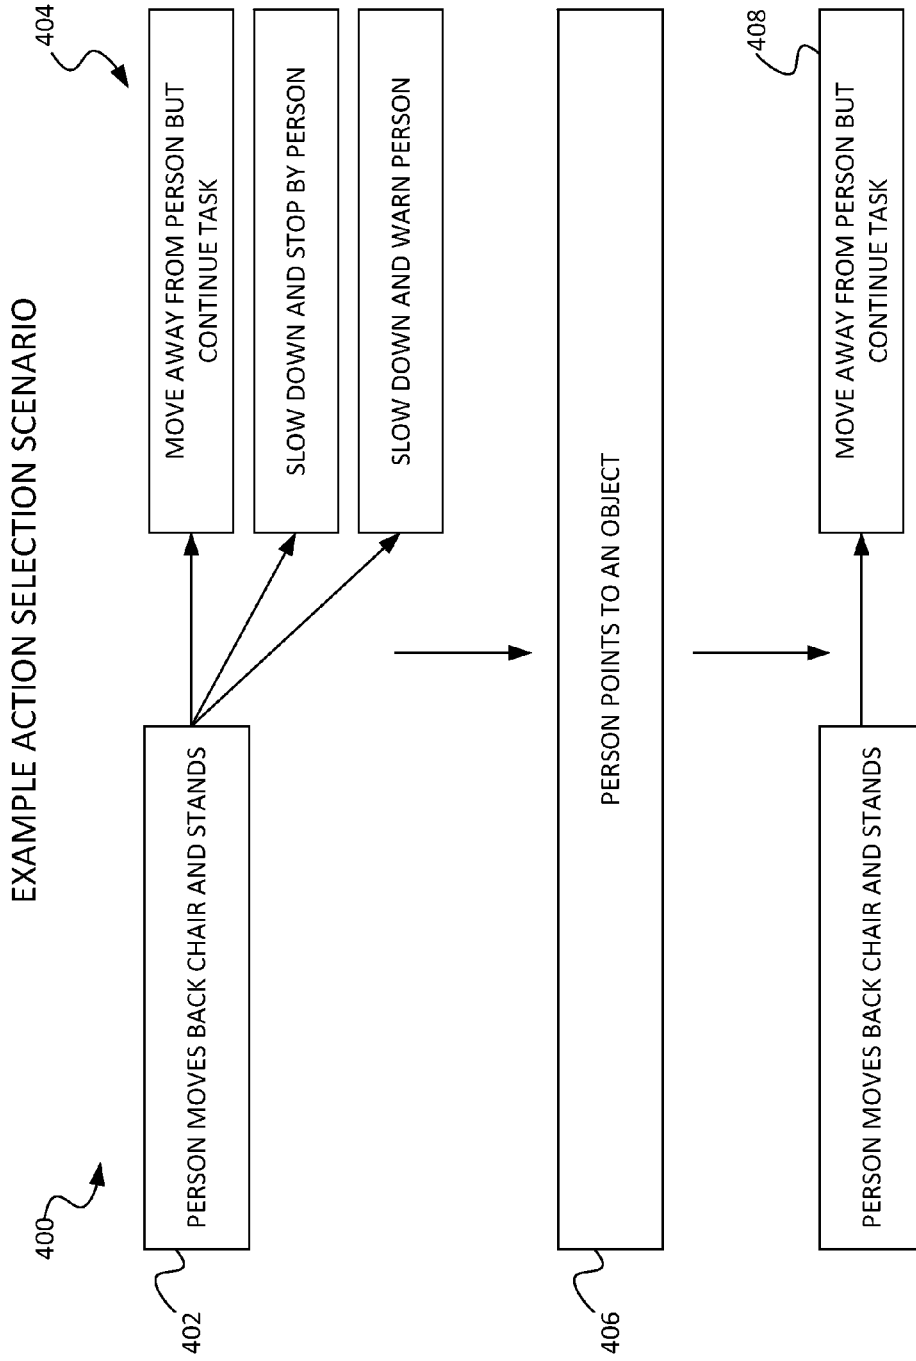 EXAMPLE ACTION SELECTION SCENARIO
400
404
402
PERSON MOVES BACK CHAIR AND STANDS
MOVE AWAY FROM PERSON BUT
CONTINUE TASK
SLOW DOWN AND STOP BY PERSON
SLOW DOWN AND WARN PERSON
406
PERSON POINTS TO AN OBJECT
408
PERSON MOVES BACK CHAIR AND STANDS
MOVE AWAY FROM PERSON BUT
CONTINUE TASK